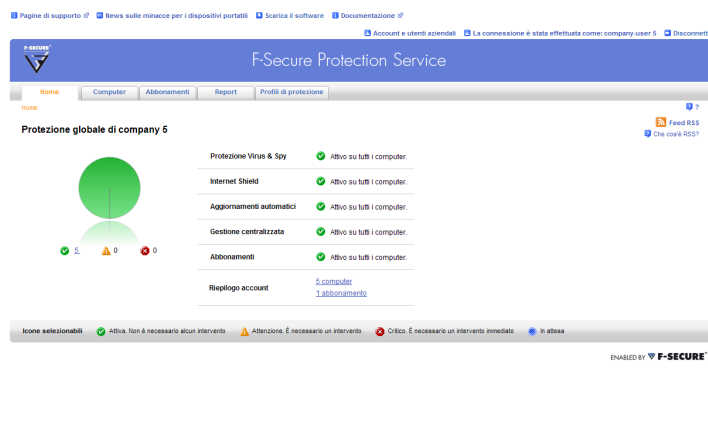 Pagine di supporto News sulle minacce per i dispositivi portatili Scarica il software Documentazione
Account e utenti aziendali La connessione è stata effettuata come: company-user 5 Disconnett
F-SECURE
F-Secure Protection Service
Home Computer Abbonamenti Report Profili di protezione
Home ?
Feed RSS
Che cos'è RSS?
Protezione globale di company 5
Protezione Virus & Spy Attivo su tutti i computer.
Internet Shield Attivo su tutti i computer.
Aggiornamenti automatici Attivo su tutti i computer.
Gestione centralizzata Attivo su tutti i computer.
5 0 0
Abbonamenti Attivo su tutti i computer.
Riepilogo account 5 computer
1 abbonamento
Icone selezionabili Attiva. Non è necessario alcun intervento Attenzione. É necessario un intervento Critico. É necessario un intervento immediato In attesa
ENABLED BY F-SECURE